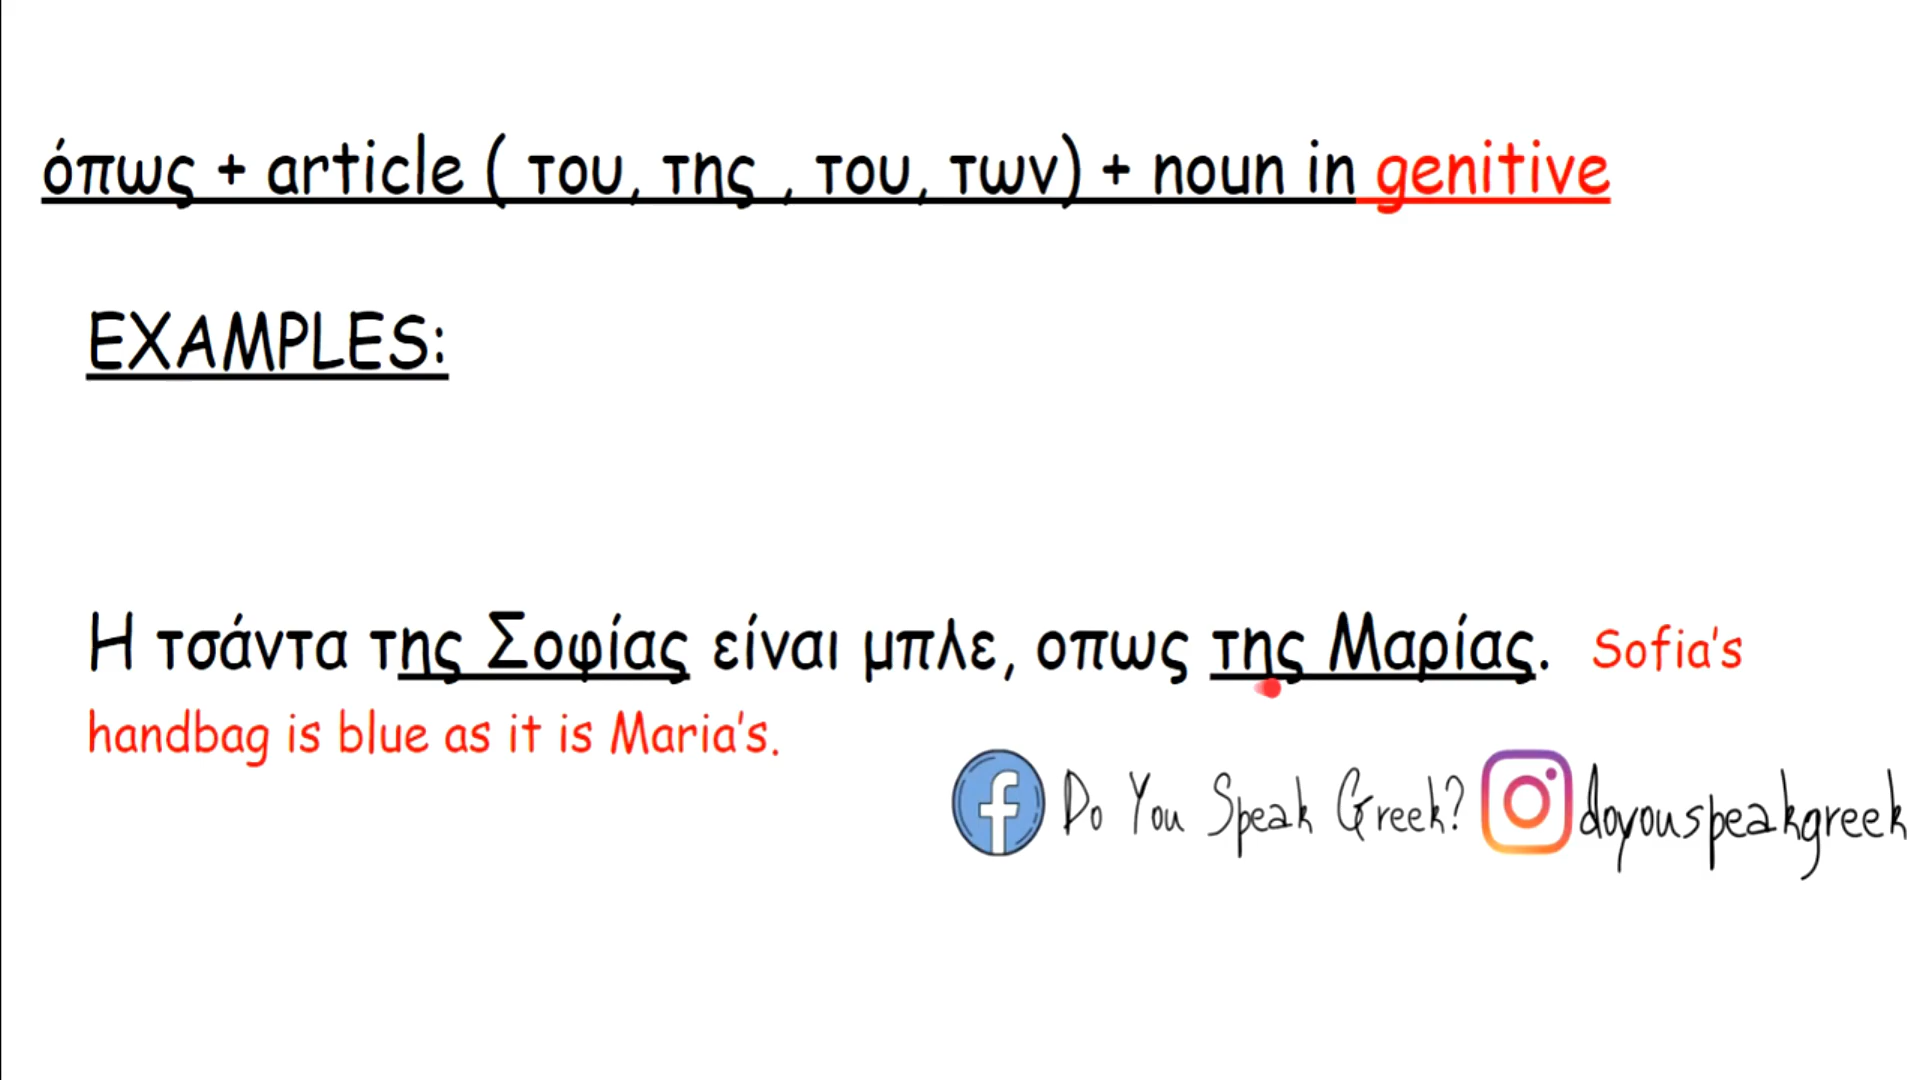 όπως + article ( του, της , του, των) + noun in genitive
EXAMPLES:
Η τσάντα της Σοφίας είναι μπλε, οπως της Μαρίας. Sofia's
handbag is blue as it is Maria's.
Do You Speak Greek? doyouspeakgreek